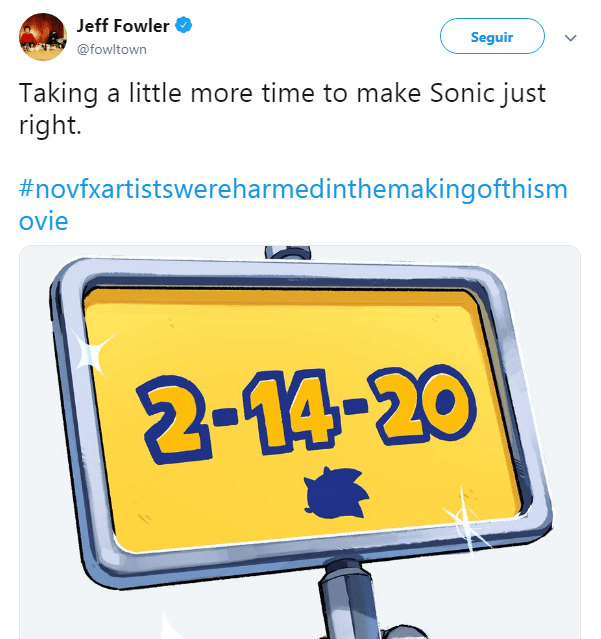 Jeff Fowler
@fowltown
Seguir
Taking a little more time to make Sonic just
right.
#novfxartistswereharmedinthemakingofthism
ovie
2-14-20